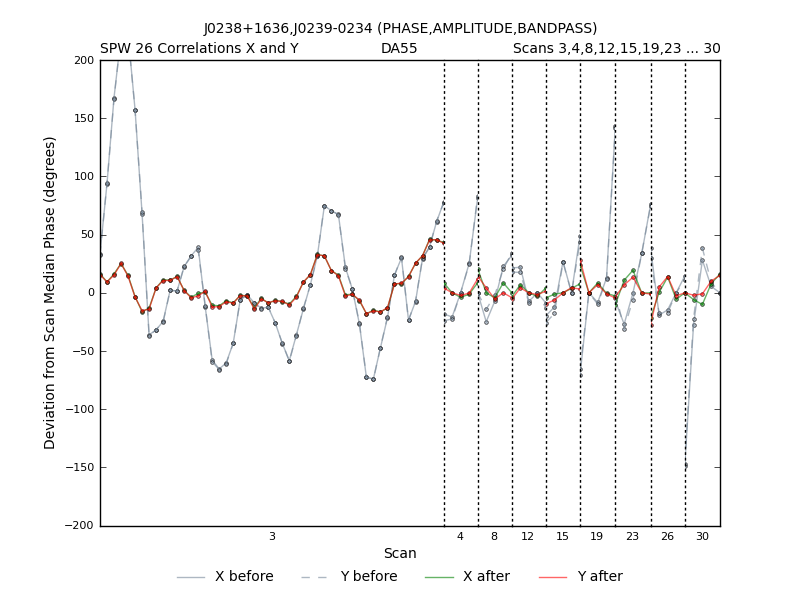 J0238+1636,J0239-0234 (PHASE,AMPLITUDE,BANDPASS)
SPW 26 Correlations X and Y DA55 Scans 3,4,8,12,15,19,23 ... 30
200
150
100
50
0
−50
−100
−150
−200
Deviation from Scan Median Phase (degrees)
3 4 8 12 15 19 23 26 30
Scan
X before Y before X after Y after